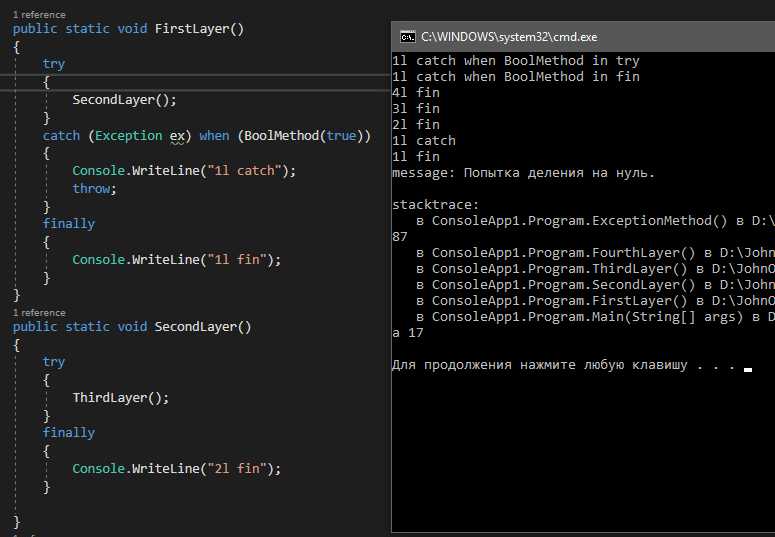 1 reference
public static void FirstLayer()
{
try
{
SecondLayer();
}
catch (Exception ex) when (BoolMethod(true))
{
Console.WriteLine("1l catch");
throw;
}
finally
{
Console.WriteLine("1l fin");
}
}
1 reference
public static void SecondLayer()
{
try
{
ThirdLayer();
}
finally
{
Console.WriteLine("2l fin");
}
}
C:\WINDOWS\system32\cmd.exe
1l catch when BoolMethod in try
1l catch when BoolMethod in fin
4l fin
3l fin
2l fin
1l catch
1l fin
message: Попытка деления на нуль.
stacktrace:
в ConsoleApp1.Program.ExceptionMethod() в D:\
87
в ConsoleApp1.Program.FourthLayer() в D:\JohnO
в ConsoleApp1.Program.ThirdLayer() в D:\JohnO
в ConsoleApp1.Program.SecondLayer() в D:\JohnO
в ConsoleApp1.Program.FirstLayer() в D:\JohnO
в ConsoleApp1.Program.Main(String[] args) в D
а 17
Для продолжения нажмите любую клавишу . . .